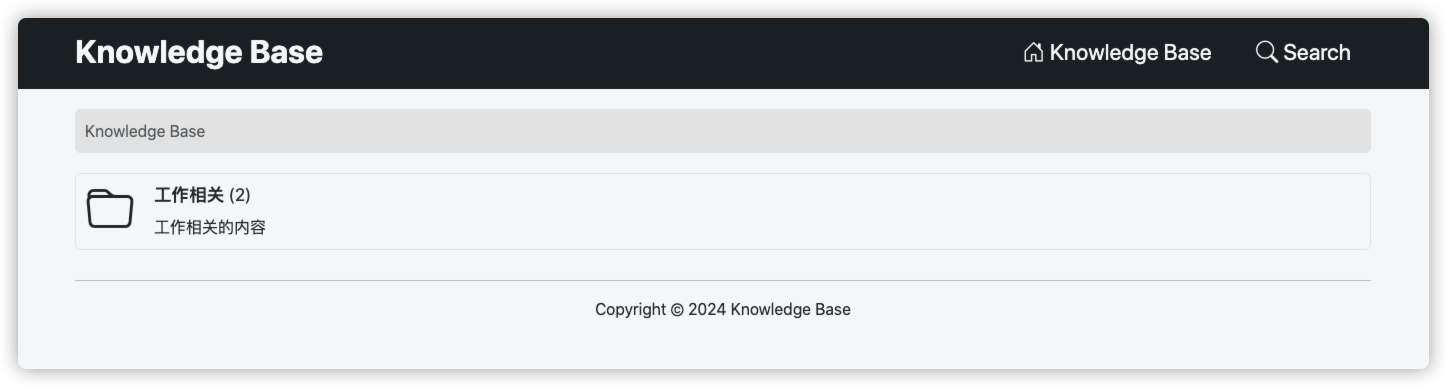 Knowledge Base
Knowledge Base
Search
Knowledge Base
工作相关 (2)
工作相关的内容
Copyright © 2024 Knowledge Base